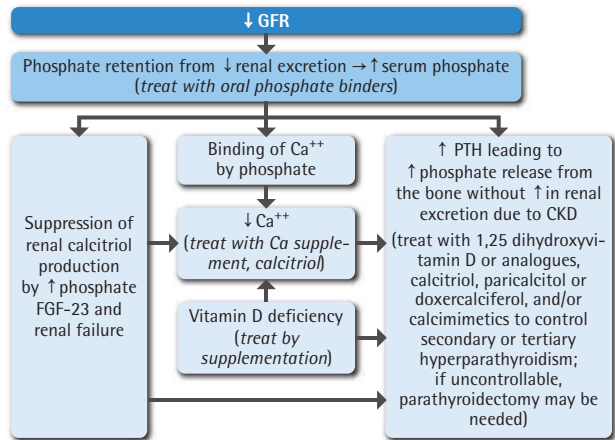 ↓ GFR
Phosphate retention from ↓ renal excretion → ↑ serum phosphate
(treat with oral phosphate binders)
Suppression of
renal calcitriol
production
by ↑ phosphate
FGF-23 and
renal failure
Binding of Ca++
by phosphate
↓ Ca++
(treat with Ca supple-
ment, calcitriol)
Vitamin D deficiency
(treat by
supplementation)
↑ PTH leading to
↑ phosphate release from
the bone without ↑ in renal
excretion due to CKD
(treat with 1,25 dihydroxyvi-
tamin D or analogues,
calcitriol, paricalcitol or
doxercalciferol, and/or
calcimimetics to control
secondary or tertiary
hyperparathyroidism;
if uncontrollable,
parathyroidectomy may be
needed)